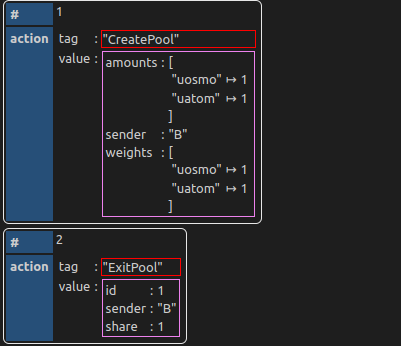 # 1
action tag : "CreatePool"
value : amounts : [
"uosmo" ↦ 1
"uatom" ↦ 1
]
sender : "B"
weights : [
"uosmo" ↦ 1
"uatom" ↦ 1
]
# 2
action tag : "ExitPool"
value : id : 1
sender : "B"
share : 1